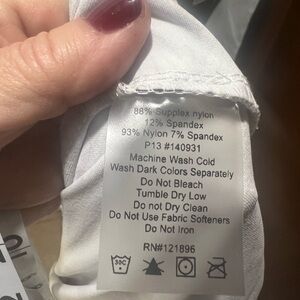 88% Supplex nylon
12% Spandex
93% Nylon 7% Spandex
P13 #140931
Machine Wash Cold
Wash Dark Colors Separately
Do Not Bleach
Tumble Dry Low
Do not Dry Clean
Do Not Use Fabric Softeners
Do Not Iron
RN#121896
30C